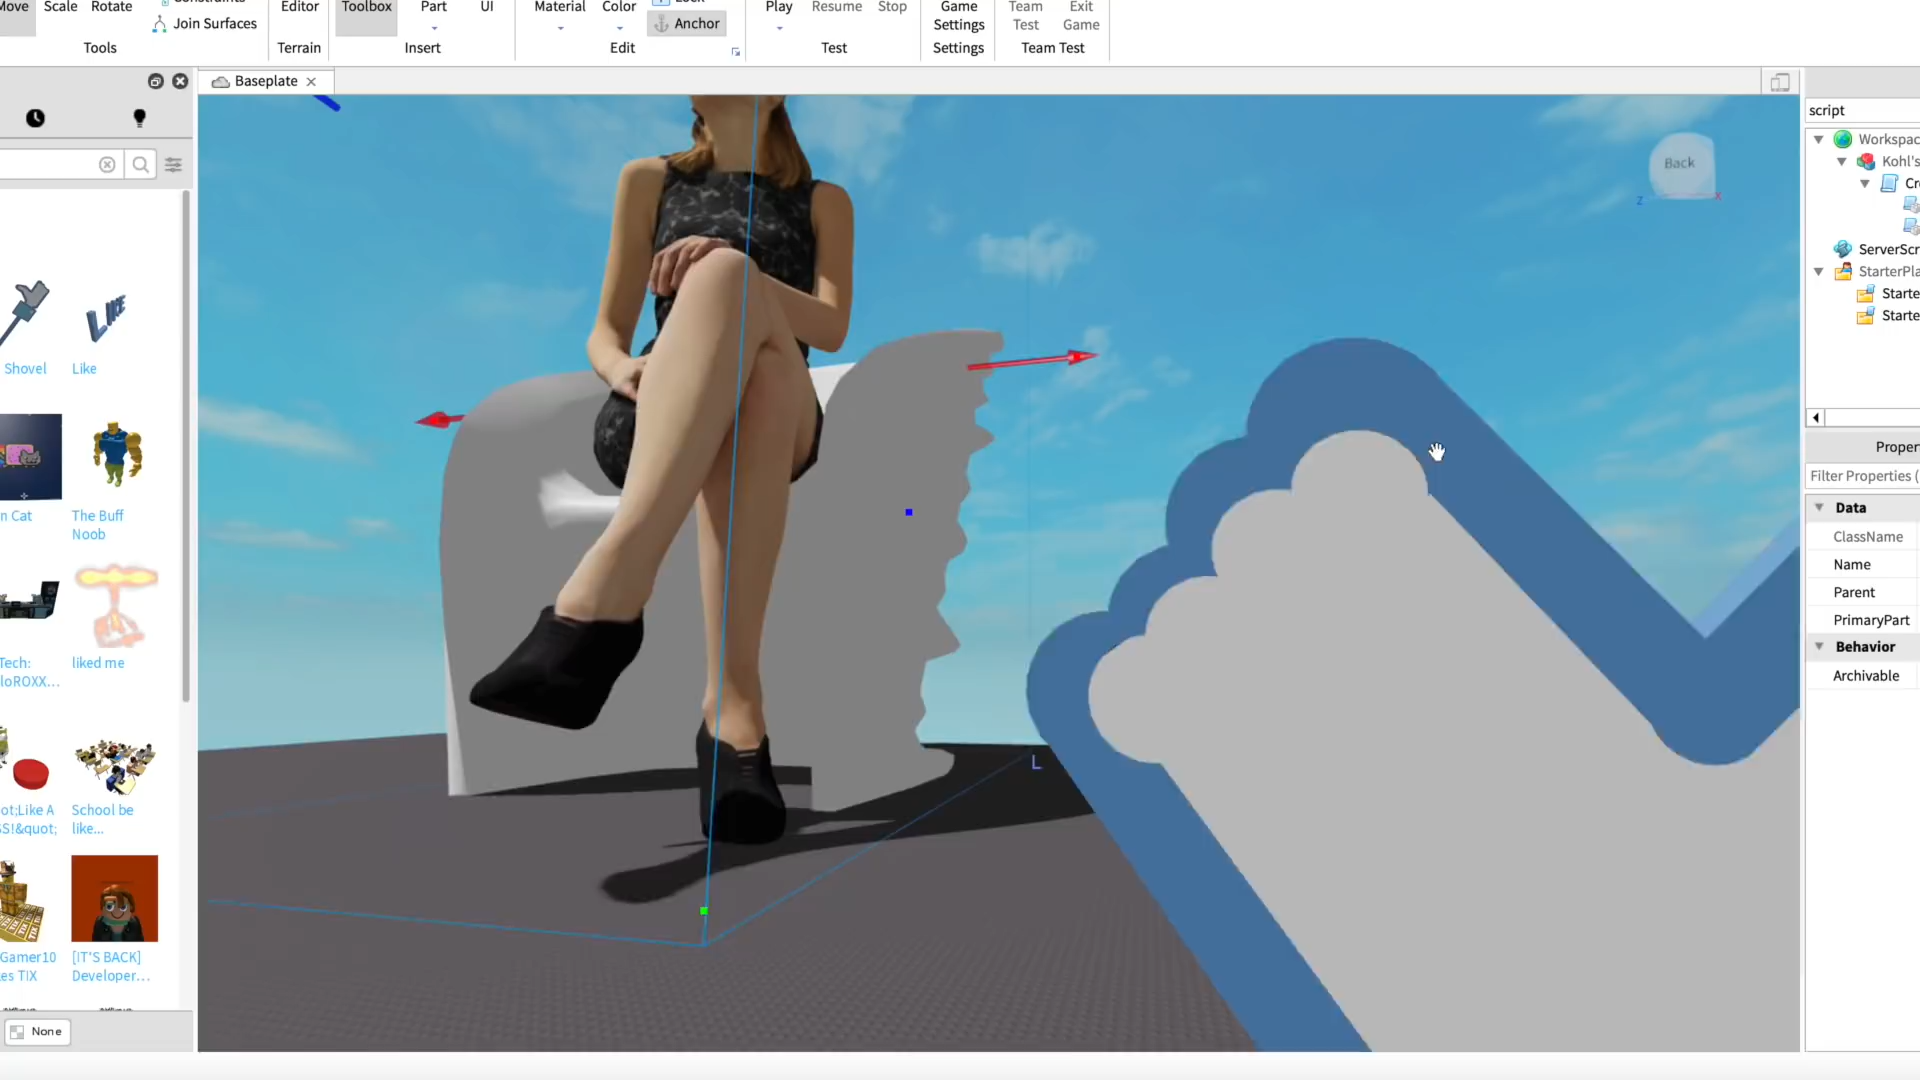 Move Scale Rotate
Constraints
Join Surfaces
Tools
Editor
Terrain
Toolbox Part UI
Insert
Material Color
Lock
Anchor
Edit
Play Resume Stop
Test
Game
Settings
Settings
Team
Test
Exit
Game
Team Test
Baseplate
Shovel
Like
n Cat
The Buff
Noob
Tech:
loROXX...
liked me
ot;Like A
SS!&quot;
School be
like...
Gamer10
es TIX
[IT'S BACK]
Developer...
None
Back
Z
X
L
script
Workspac
Kohl's
Cr
ServerScr
StarterPla
Starte
Starte
Proper
Filter Properties (
Data
ClassName
Name
Parent
PrimaryPart
Behavior
Archivable